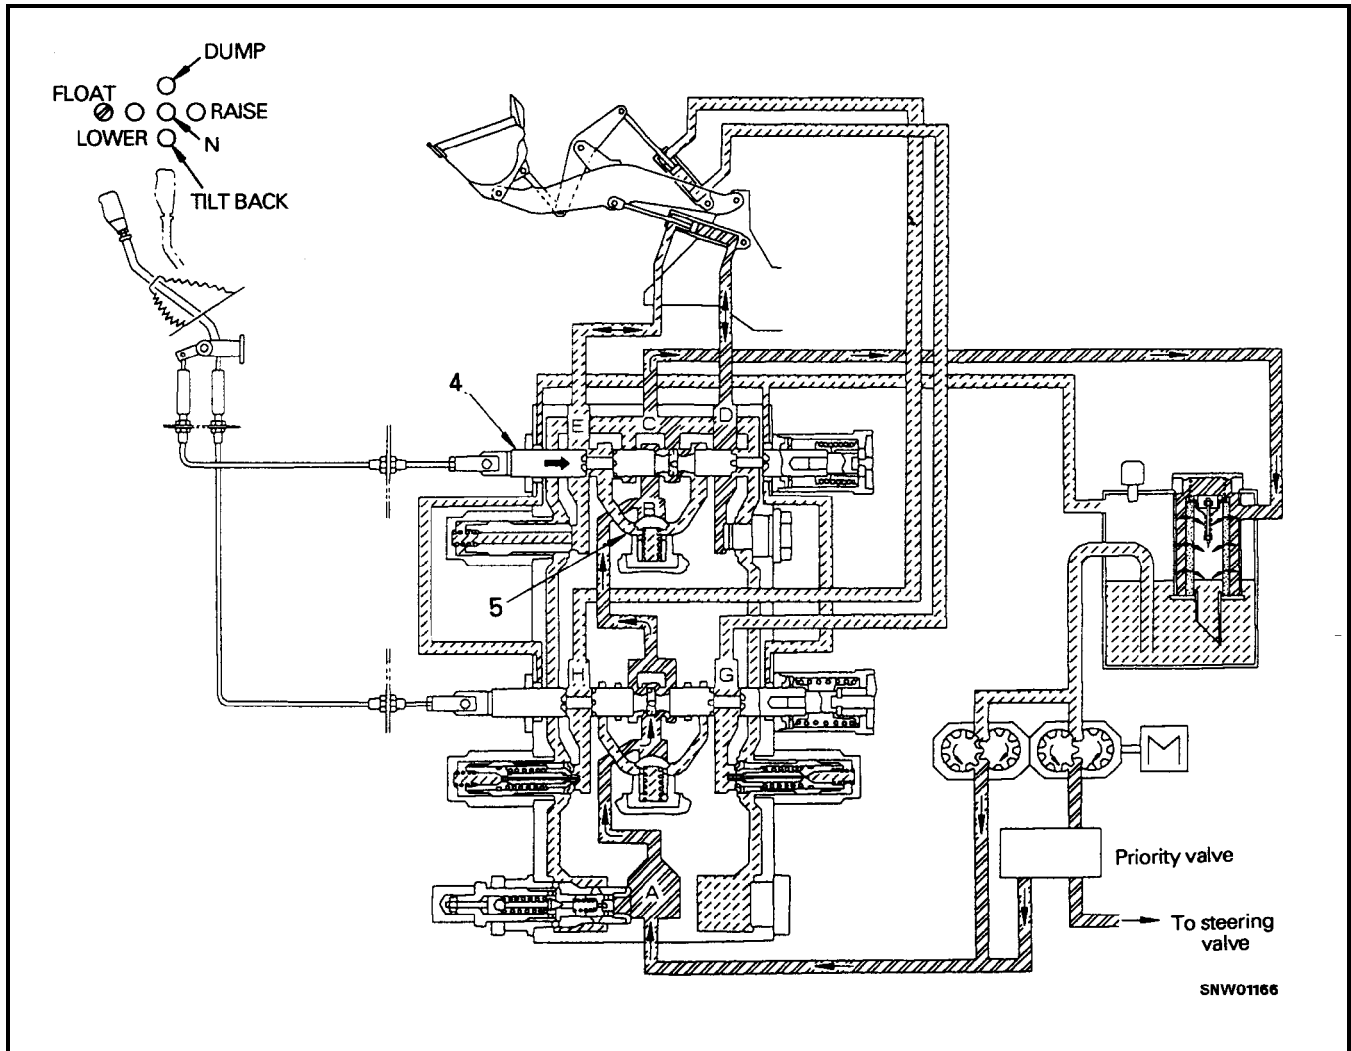 DUMP
FLOAT
RAISE
LOWER
N
TILT BACK
4
E
C
D
B
5
H
G
M
A
Priority valve
To steering
valve
SNW01166